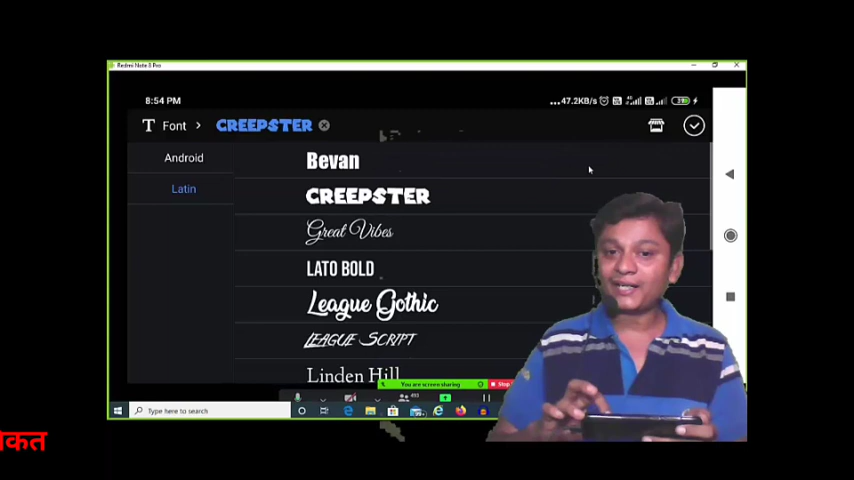 Redmi Note 8 Pro
8:54 PM
...47.2KB/s
T Font > CREEPSTER
Android
Latin
Bevan
CREEPSTER
Great Vibes
LATO BOLD
League Gothic
League Script
Linden Hill
You are screen sharing
Stop
493
Type here to search
कत